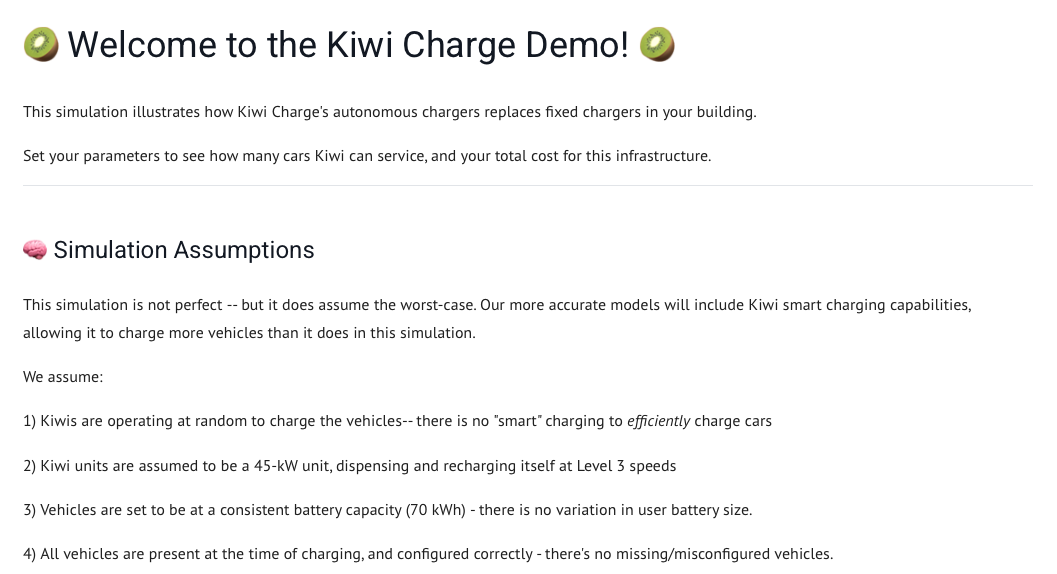 🥝 Welcome to the Kiwi Charge Demo! 🥝
This simulation illustrates how Kiwi Charge's autonomous chargers replaces fixed chargers in your building.
Set your parameters to see how many cars Kiwi can service, and your total cost for this infrastructure.
🧠 Simulation Assumptions
This simulation is not perfect -- but it does assume the worst-case. Our more accurate models will include Kiwi smart charging capabilities,
allowing it to charge more vehicles than it does in this simulation.
We assume:
1) Kiwis are operating at random to charge the vehicles-- there is no "smart" charging to efficiently charge cars
2) Kiwi units are assumed to be a 45-kW unit, dispensing and recharging itself at Level 3 speeds
3) Vehicles are set to be at a consistent battery capacity (70 kWh) - there is no variation in user battery size.
4) All vehicles are present at the time of charging, and configured correctly - there's no missing/misconfigured vehicles.